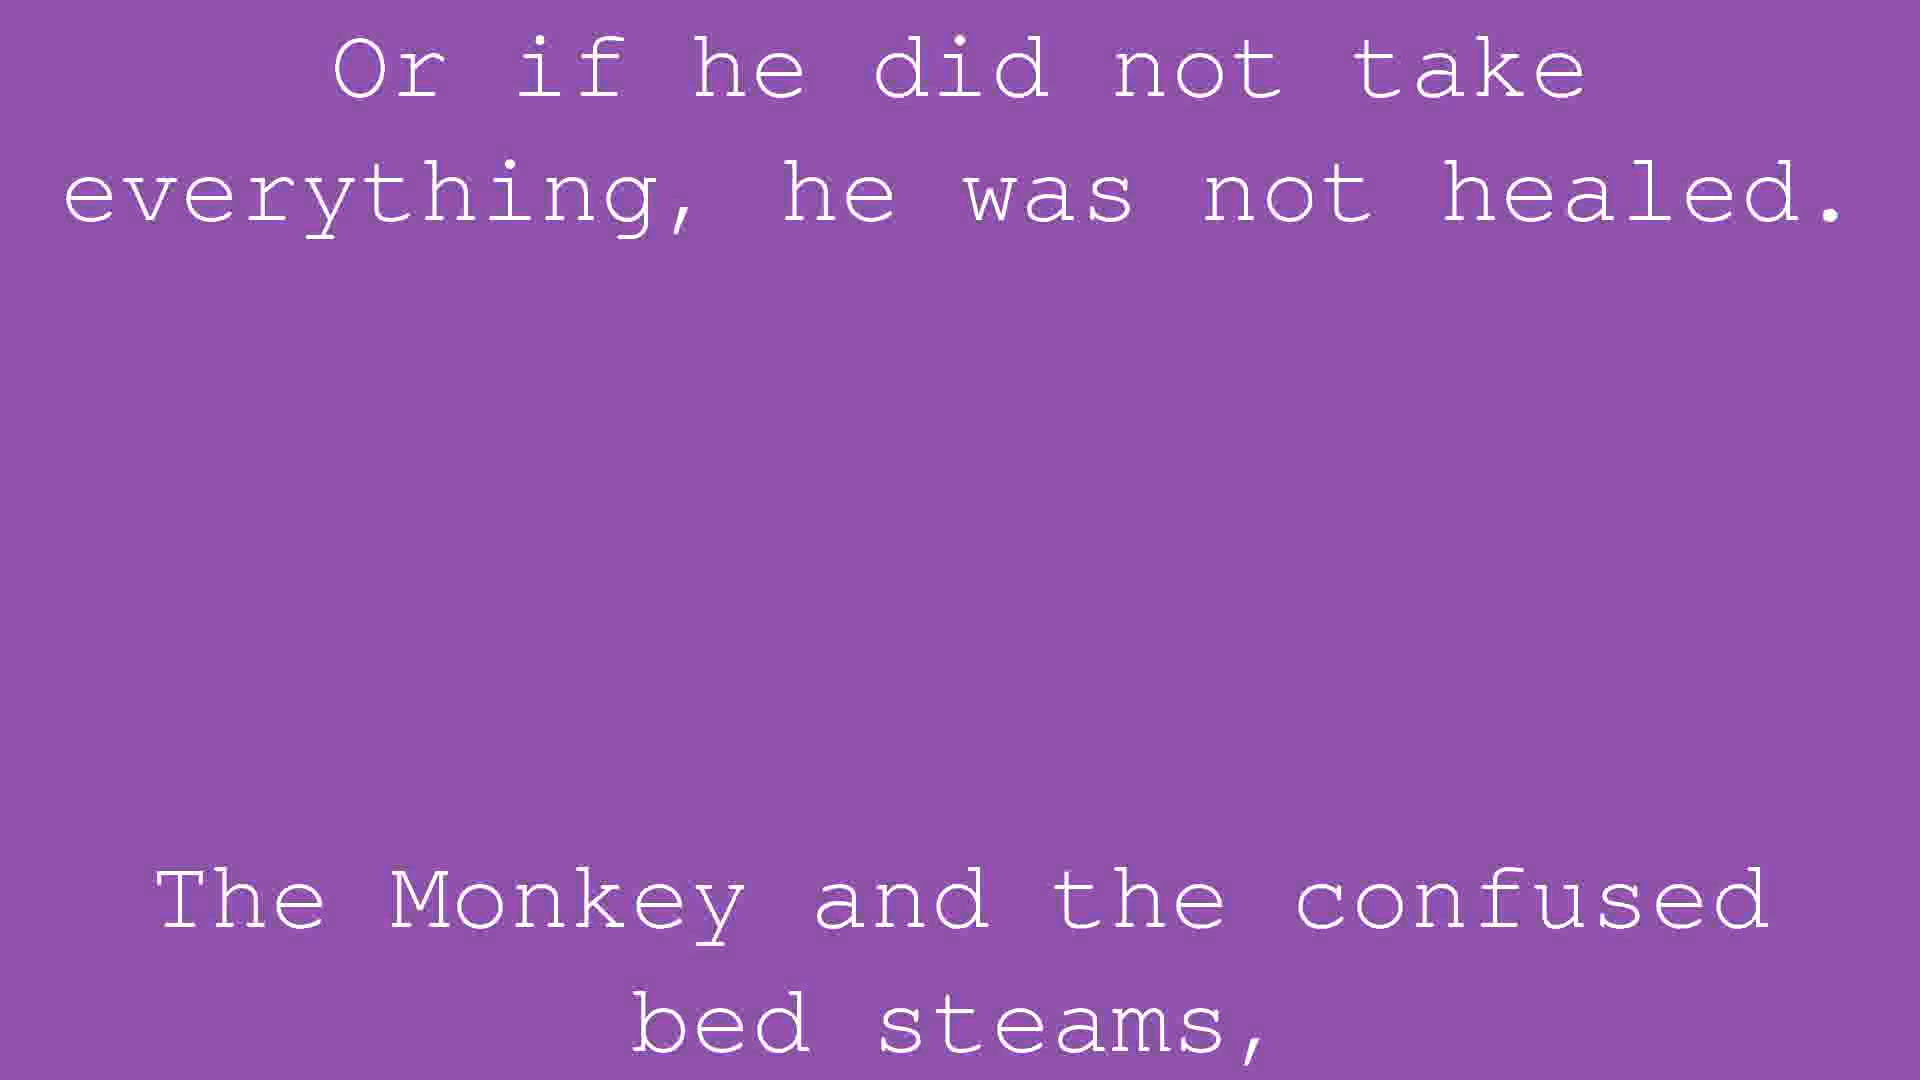 Or if he did not take
everything, he was not healed.
The Monkey and the confused
bed steams,